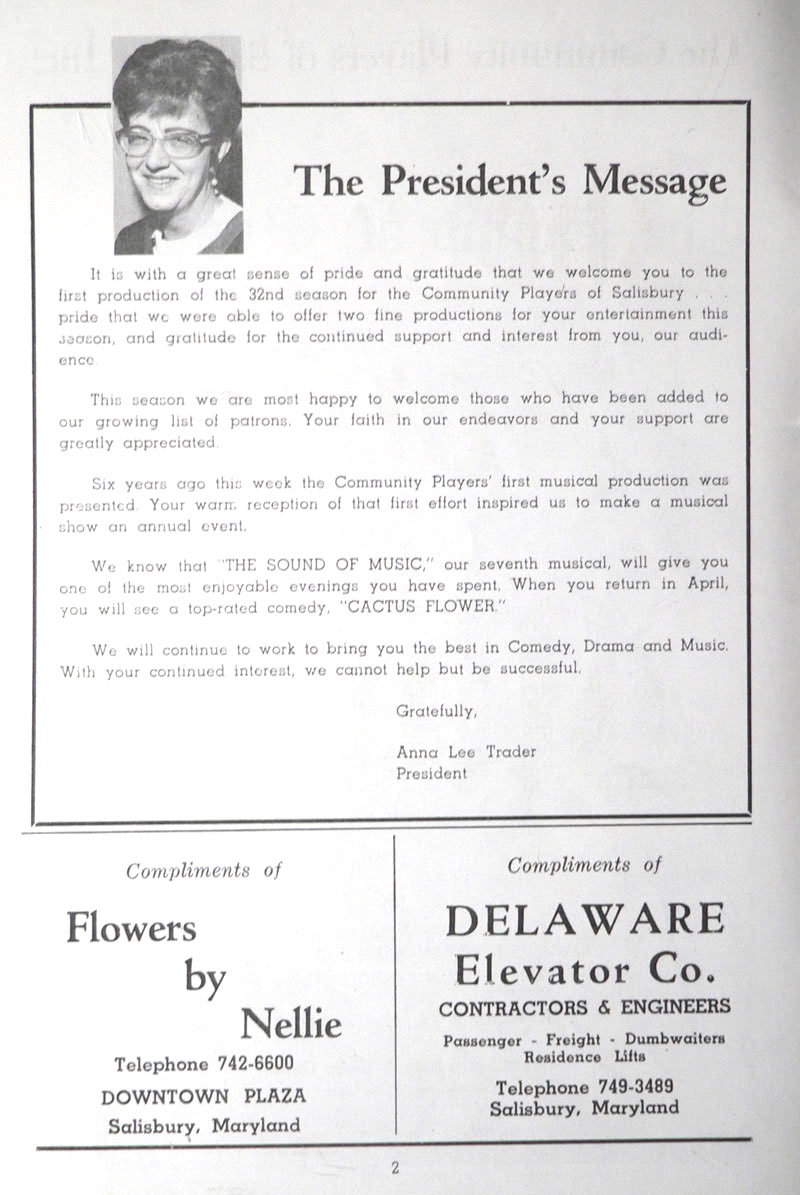 The President's Message
It is with a great sense of pride and gratitude that we welcome you to the
first production of the 32nd season for the Community Players of Salisbury . . .
pride that we were able to offer two fine productions for your entertainment this
season, and gratitude for the continued support and interest from you, our audi-
ence.
This season we are most happy to welcome those who have been added to
our growing list of patrons. Your faith in our endeavors and your support are
greatly appreciated.
Six years ago this week the Community Players' first musical production was
presented. Your warm reception of that first effort inspired us to make a musical
show an annual event.
We know that "THE SOUND OF MUSIC," our seventh musical, will give you
one of the most enjoyable evenings you have spent. When you return in April,
you will see a top-rated comedy, "CACTUS FLOWER."
We will continue to work to bring you the best in Comedy, Drama and Music.
With your continued interest, we cannot help but be successful.
Gratefully,
Anna Lee Trader
President
Compliments of
Flowers
by
Nellie
Telephone 742-6600
DOWNTOWN PLAZA
Salisbury, Maryland
Compliments of
DELAWARE
Elevator Co.
CONTRACTORS & ENGINEERS
Passenger - Freight - Dumbwaiters
Residence Lifts
Telephone 749-3489
Salisbury, Maryland
2